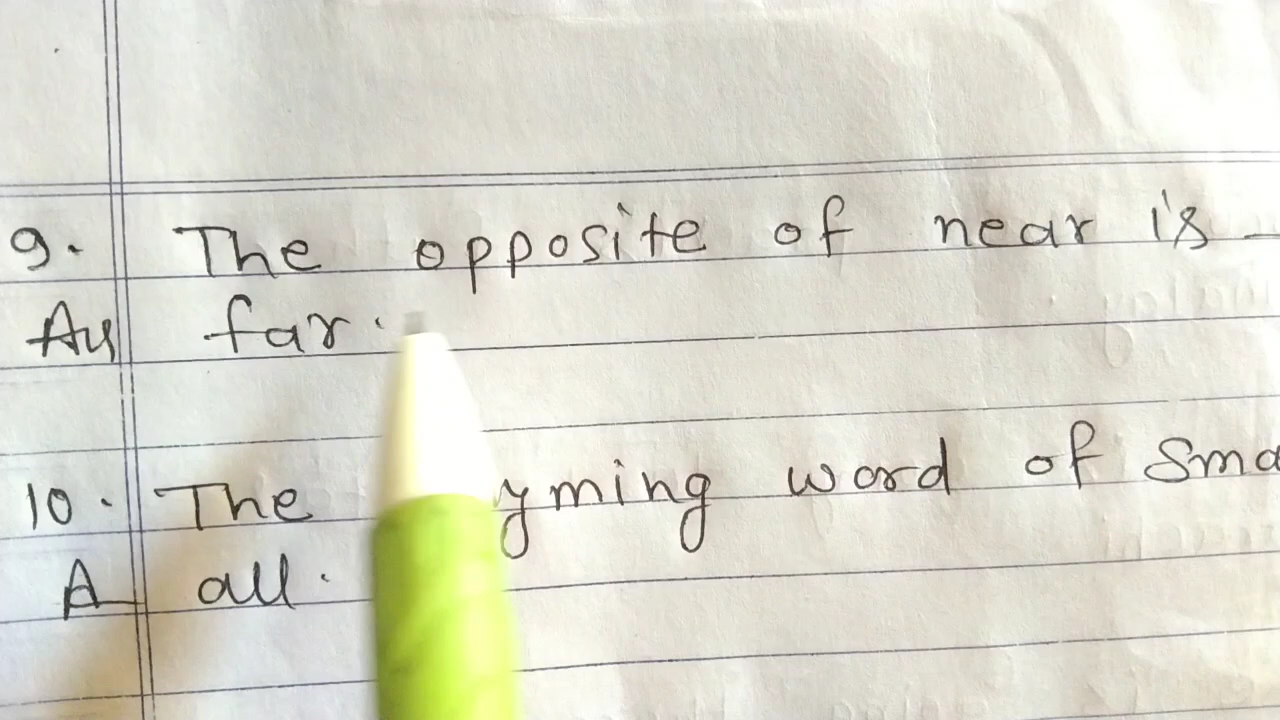 9. The opposite of near is -
Ans far.
10. The yming word of Sma
A all.